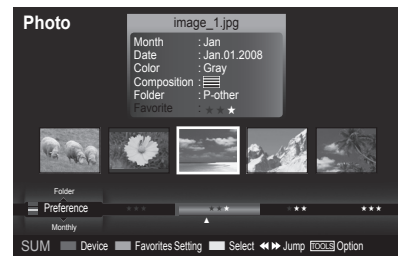 Photo
image_1.jpg
Month : Jan
Date : Jan.01.2008
Color : Gray
Composition :
Folder : P-other
Favorite : ★★★
Folder
Preference ★★★ ★★★ ★★★ ★★★
Monthly
SUM Device Favorites Setting Select ◀◀ ▶▶ Jump TOOLS Option